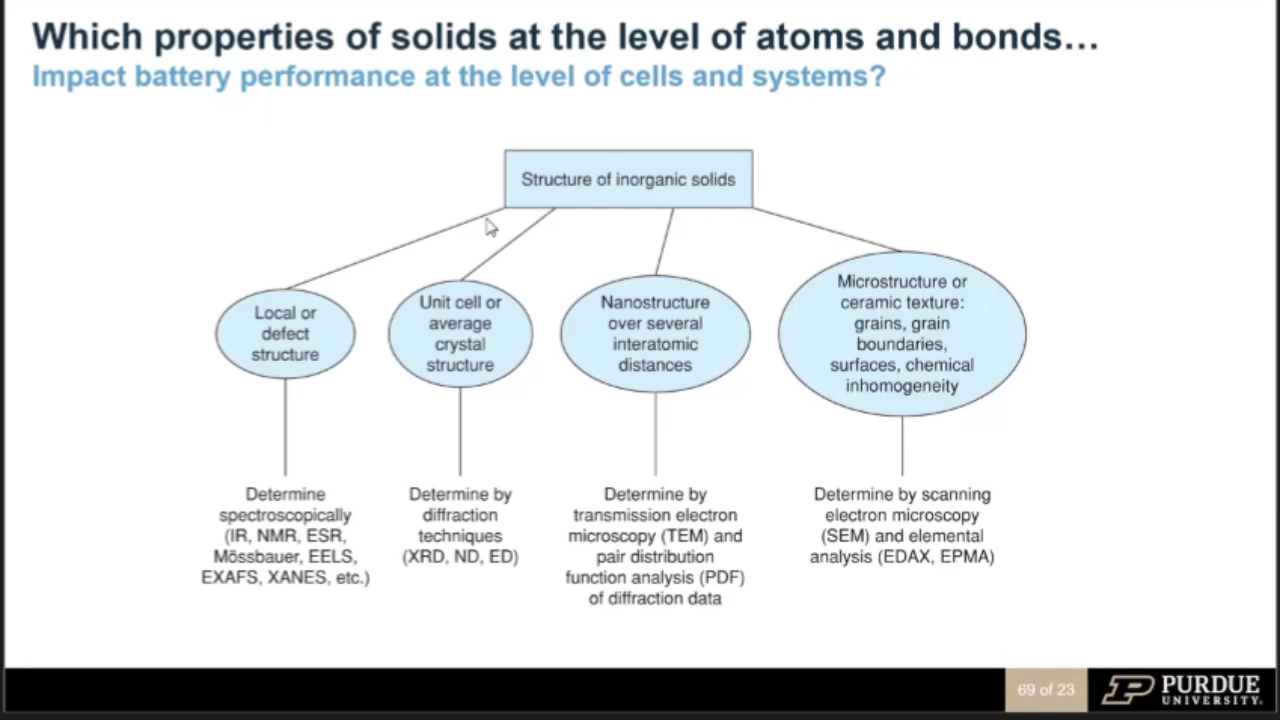 Which properties of solids at the level of atoms and bonds…
Impact battery performance at the level of cells and systems?
Structure of inorganic solids
Local or
defect
structure
Unit cell or
average
crystal
structure
Nanostructure
over several
interatomic
distances
Microstructure or
ceramic texture:
grains, grain
boundaries,
surfaces, chemical
inhomogeneity
Determine
spectroscopically
(IR, NMR, ESR,
Mössbauer, EELS,
EXAFS, XANES, etc.)
Determine by
diffraction
techniques
(XRD, ND, ED)
Determine by
transmission electron
microscopy (TEM) and
pair distribution
function analysis (PDF)
of diffraction data
Determine by scanning
electron microscopy
(SEM) and elemental
analysis (EDAX, EPMA)
69 of 23
PURDUE
UNIVERSITY.